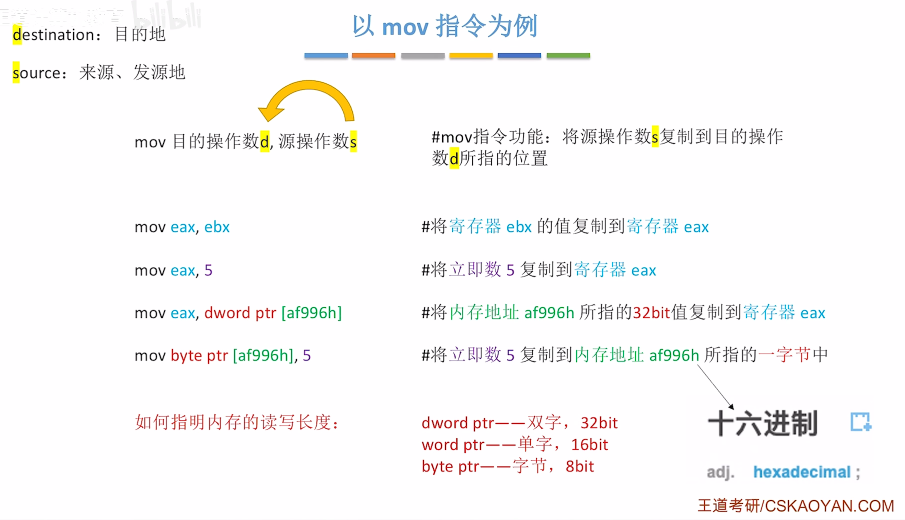 以 mov 指令为例
destination：目的地
source：来源、发源地
mov 目的操作数d, 源操作数s
#mov指令功能：将源操作数s复制到目的操作
数d所指的位置
mov eax, ebx
#将寄存器 ebx 的值复制到寄存器 eax
mov eax, 5
#将立即数 5 复制到寄存器 eax
mov eax, dword ptr [af996h]
#将内存地址 af996h 所指的32bit值复制到寄存器 eax
mov byte ptr [af996h], 5
#将立即数 5 复制到内存地址 af996h 所指的一字节中
如何指明内存的读写长度：
dword ptr——双字，32bit
word ptr——单字，16bit
byte ptr——字节，8bit
十六进制
adj. hexadecimal ;
王道考研/CSKAOYAN.COM